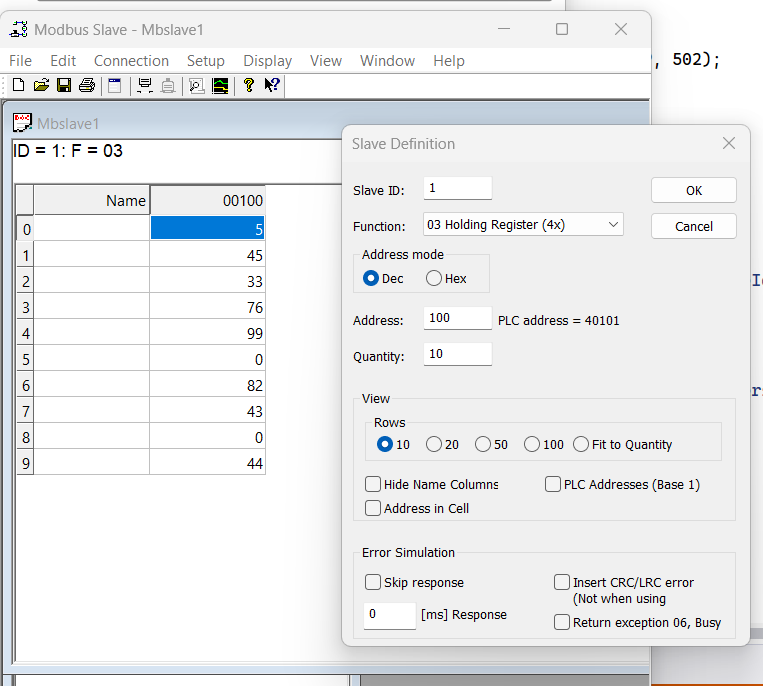 Modbus Slave - Mbslave1
File Edit Connection Setup Display View Window Help
, 502);
Mbslave1
ID = 1: F = 03
Name 00100
0 5
1 45
2 33
3 76
4 99
5 0
6 82
7 43
8 0
9 44
Slave Definition
Slave ID: 1 OK
Function: 03 Holding Register (4x) Cancel
Address mode
Dec Hex
Address: 100 PLC address = 40101
Quantity: 10
View
Rows
10 20 50 100 Fit to Quantity
Hide Name Columns PLC Addresses (Base 1)
Address in Cell
Error Simulation
Skip response Insert CRC/LRC error
(Not when using
0 [ms] Response
Return exception 06, Busy